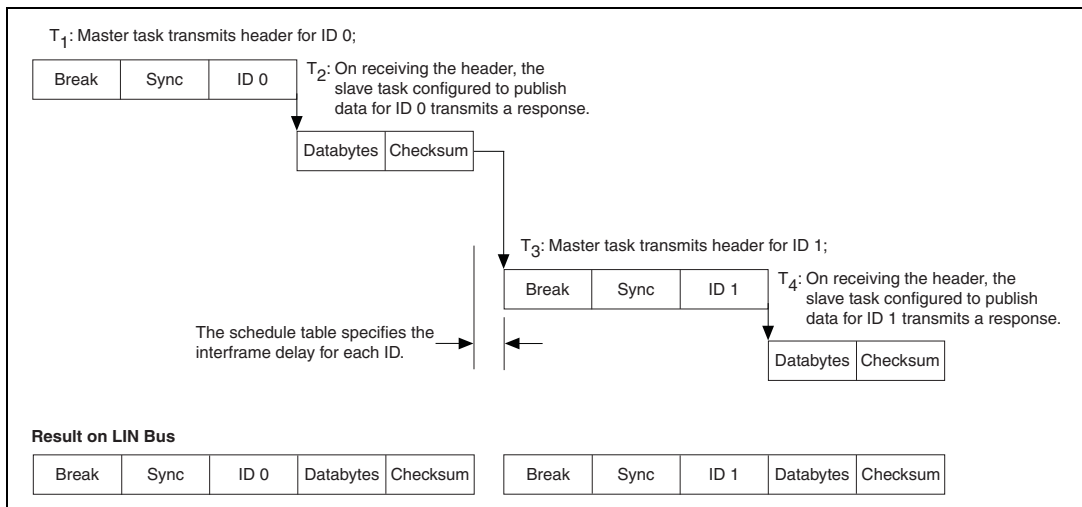 T1: Master task transmits header for ID 0;
Break Sync ID 0
T2: On receiving the header, the
slave task configured to publish
data for ID 0 transmits a response.
Databytes Checksum
T3: Master task transmits header for ID 1;
Break Sync ID 1
T4: On receiving the header, the
slave task configured to publish
data for ID 1 transmits a response.
The schedule table specifies the
interframe delay for each ID.
Databytes Checksum
Result on LIN Bus
Break Sync ID 0 Databytes Checksum Break Sync ID 1 Databytes Checksum